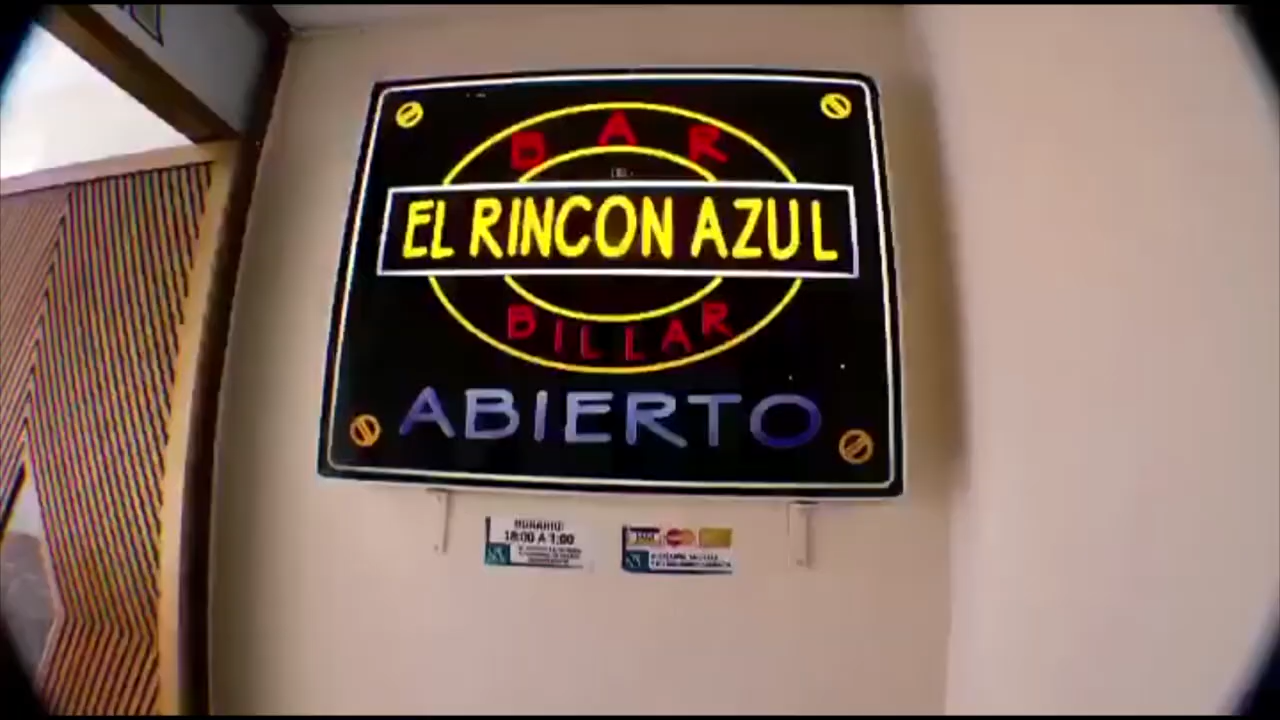 BAR
EL RINCON AZUL
BILLAR
ABIERTO
HORARIO:
18:00 A 1:00